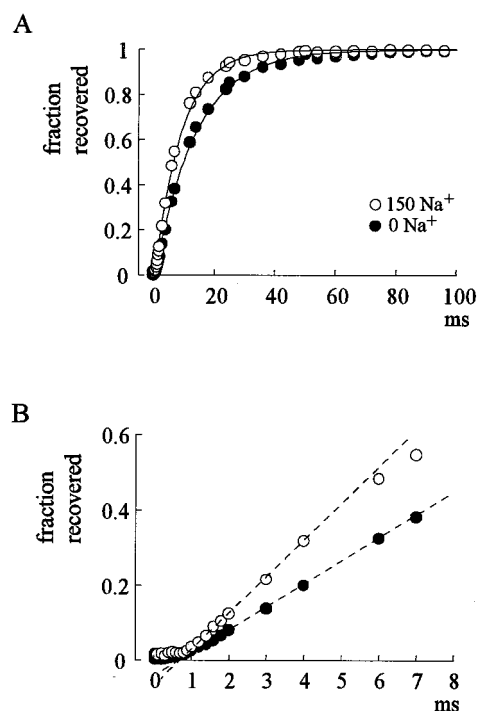 A
fraction
recovered
1
0.8
0.6
0.4
0.2
0
150 Na+
0 Na+
0 20 40 60 80 100
ms
B
fraction
recovered
0.6
0.4
0.2
0
0 1 2 3 4 5 6 7 8
ms